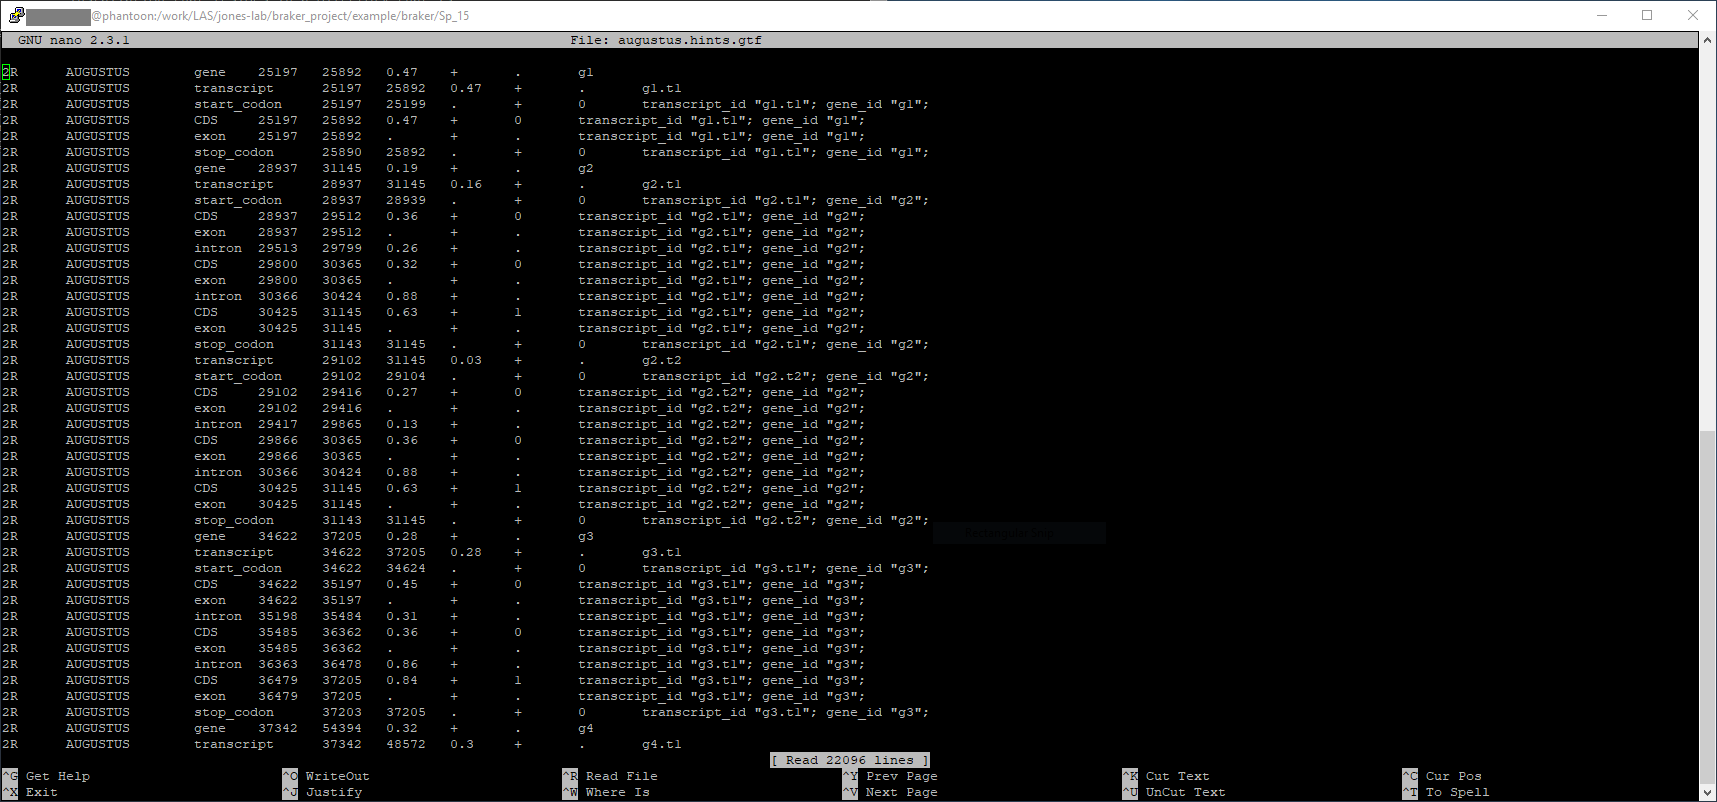 @phantoon:/work/LAS/jones-lab/braker_project/example/braker/Sp_15
GNU nano 2.3.1 File: augustus.hints.gtf
2R AUGUSTUS gene 25197 25892 0.47 + . g1
2R AUGUSTUS transcript 25197 25892 0.47 + . g1.t1
2R AUGUSTUS start_codon 25197 25199 . + 0 transcript_id "g1.t1"; gene_id "g1";
2R AUGUSTUS CDS 25197 25892 0.47 + 0 transcript_id "g1.t1"; gene_id "g1";
2R AUGUSTUS exon 25197 25892 . + . transcript_id "g1.t1"; gene_id "g1";
2R AUGUSTUS stop_codon 25890 25892 . + 0 transcript_id "g1.t1"; gene_id "g1";
2R AUGUSTUS gene 28937 31145 0.19 + . g2
2R AUGUSTUS transcript 28937 31145 0.16 + . g2.t1
2R AUGUSTUS start_codon 28937 28939 . + 0 transcript_id "g2.t1"; gene_id "g2";
2R AUGUSTUS CDS 28937 29512 0.36 + 0 transcript_id "g2.t1"; gene_id "g2";
2R AUGUSTUS exon 28937 29512 . + . transcript_id "g2.t1"; gene_id "g2";
2R AUGUSTUS intron 29513 29799 0.26 + . transcript_id "g2.t1"; gene_id "g2";
2R AUGUSTUS CDS 29800 30365 0.32 + 0 transcript_id "g2.t1"; gene_id "g2";
2R AUGUSTUS exon 29800 30365 . + . transcript_id "g2.t1"; gene_id "g2";
2R AUGUSTUS intron 30366 30424 0.88 + . transcript_id "g2.t1"; gene_id "g2";
2R AUGUSTUS CDS 30425 31145 0.63 + 1 transcript_id "g2.t1"; gene_id "g2";
2R AUGUSTUS exon 30425 31145 . + . transcript_id "g2.t1"; gene_id "g2";
2R AUGUSTUS stop_codon 31143 31145 . + 0 transcript_id "g2.t1"; gene_id "g2";
2R AUGUSTUS transcript 29102 31145 0.03 + . g2.t2
2R AUGUSTUS start_codon 29102 29104 . + 0 transcript_id "g2.t2"; gene_id "g2";
2R AUGUSTUS CDS 29102 29416 0.27 + 0 transcript_id "g2.t2"; gene_id "g2";
2R AUGUSTUS exon 29102 29416 . + . transcript_id "g2.t2"; gene_id "g2";
2R AUGUSTUS intron 29417 29865 0.13 + . transcript_id "g2.t2"; gene_id "g2";
2R AUGUSTUS CDS 29866 30365 0.36 + 0 transcript_id "g2.t2"; gene_id "g2";
2R AUGUSTUS exon 29866 30365 . + . transcript_id "g2.t2"; gene_id "g2";
2R AUGUSTUS intron 30366 30424 0.88 + . transcript_id "g2.t2"; gene_id "g2";
2R AUGUSTUS CDS 30425 31145 0.63 + 1 transcript_id "g2.t2"; gene_id "g2";
2R AUGUSTUS exon 30425 31145 . + . transcript_id "g2.t2"; gene_id "g2";
2R AUGUSTUS stop_codon 31143 31145 . + 0 transcript_id "g2.t2"; gene_id "g2";
2R AUGUSTUS gene 34622 37205 0.28 + . g3
2R AUGUSTUS transcript 34622 37205 0.28 + . g3.t1
2R AUGUSTUS start_codon 34622 34624 . + 0 transcript_id "g3.t1"; gene_id "g3";
2R AUGUSTUS CDS 34622 35197 0.45 + 0 transcript_id "g3.t1"; gene_id "g3";
2R AUGUSTUS exon 34622 35197 . + . transcript_id "g3.t1"; gene_id "g3";
2R AUGUSTUS intron 35198 35484 0.31 + . transcript_id "g3.t1"; gene_id "g3";
2R AUGUSTUS CDS 35485 36362 0.36 + 0 transcript_id "g3.t1"; gene_id "g3";
2R AUGUSTUS exon 35485 36362 . + . transcript_id "g3.t1"; gene_id "g3";
2R AUGUSTUS intron 36363 36478 0.86 + . transcript_id "g3.t1"; gene_id "g3";
2R AUGUSTUS CDS 36479 37205 0.84 + 1 transcript_id "g3.t1"; gene_id "g3";
2R AUGUSTUS exon 36479 37205 . + . transcript_id "g3.t1"; gene_id "g3";
2R AUGUSTUS stop_codon 37203 37205 . + 0 transcript_id "g3.t1"; gene_id "g3";
2R AUGUSTUS gene 37342 54394 0.32 + . g4
2R AUGUSTUS transcript 37342 48572 0.3 + . g4.t1
[ Read 22096 lines ]
^G Get Help ^O WriteOut ^R Read File ^Y Prev Page ^K Cut Text ^C Cur Pos
^X Exit ^J Justify ^W Where Is ^V Next Page ^U UnCut Text ^T To Spell